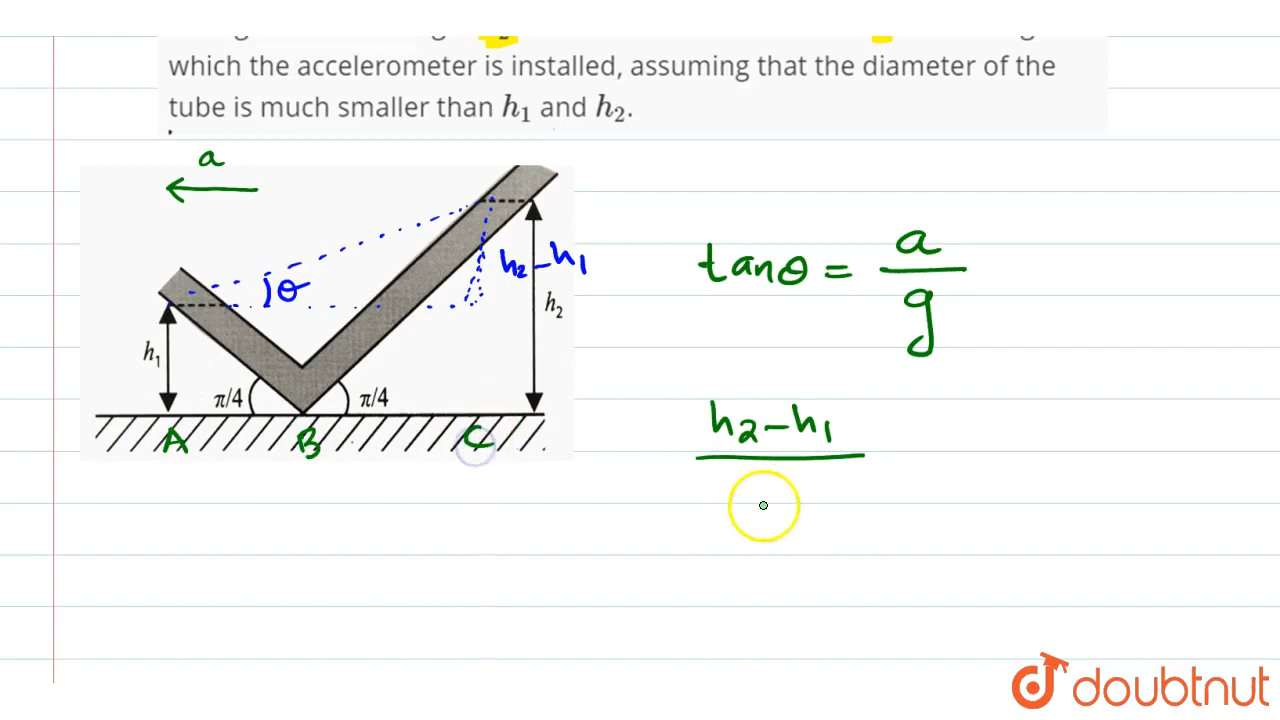 which the accelerometer is installed, assuming that the diameter of the
tube is much smaller than h₁ and h₂.
a
θ
h₂-h₁
h₂
h₁
π/4
π/4
A B C
tanθ = a/g
h₂-h₁
doubtnut